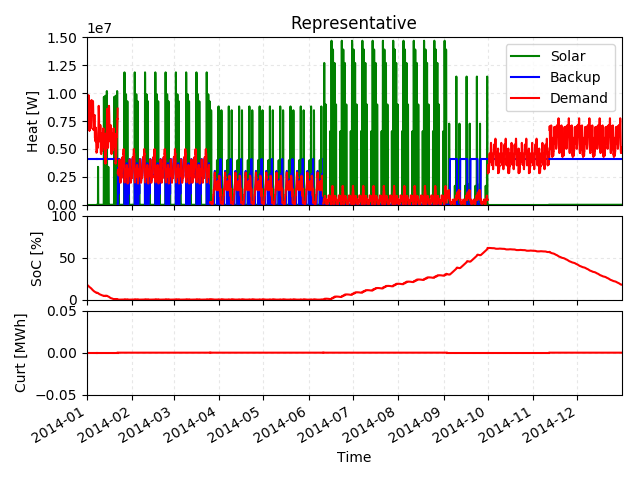 Representative
1e7
1.50
1.25
1.00
0.75
0.50
0.25
0.00
Heat [W]
Solar
Backup
Demand
100
50
0
SoC [%]
0.05
0.00
−0.05
Curt [MWh]
2014-01
2014-02
2014-03
2014-04
2014-05
2014-06
2014-07
2014-08
2014-09
2014-10
2014-11
2014-12
Time